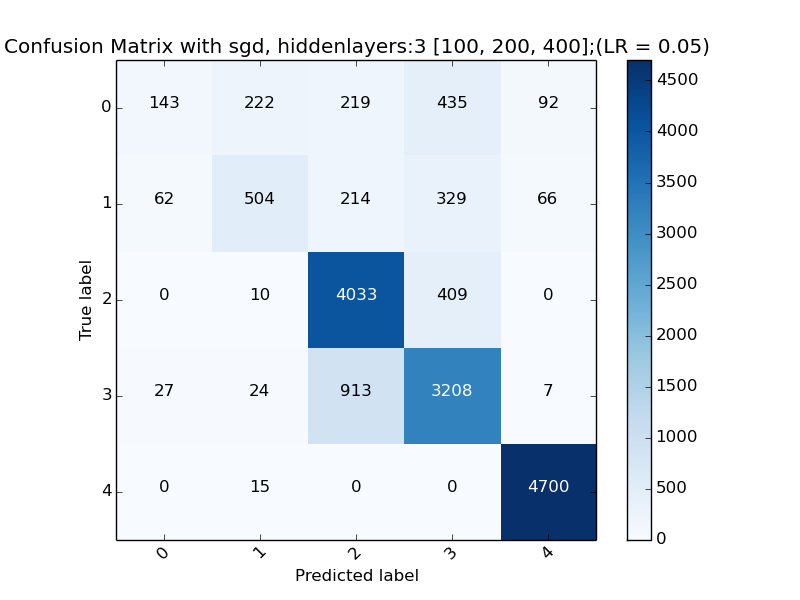 Confusion Matrix with sgd, hiddenlayers:3 [100, 200, 400];(LR = 0.05)
0 143 222 219 435 92
1 62 504 214 329 66
2 0 10 4033 409 0
3 27 24 913 3208 7
4 0 15 0 0 4700
0 1 2 3 4
True label
Predicted label
4500
4000
3500
3000
2500
2000
1500
1000
500
0